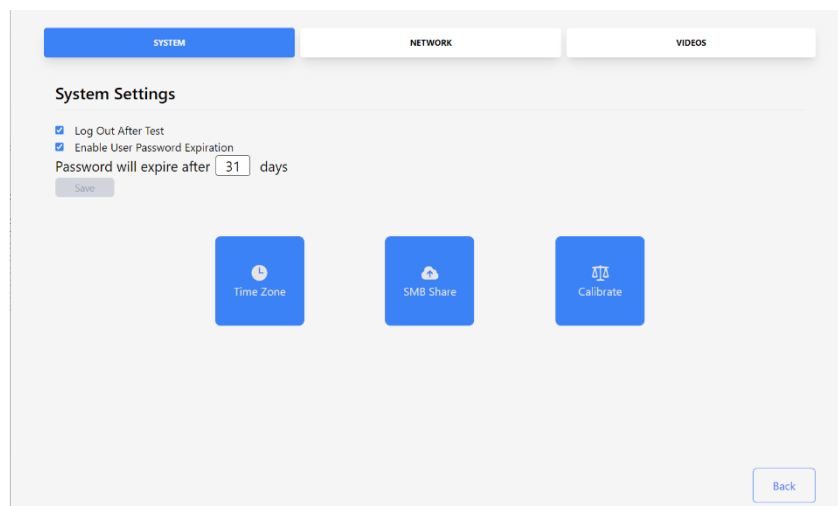 SYSTEM NETWORK VIDEOS
System Settings
Log Out After Test
Enable User Password Expiration
Password will expire after 31 days
Save
Time Zone SMB Share Calibrate
Back